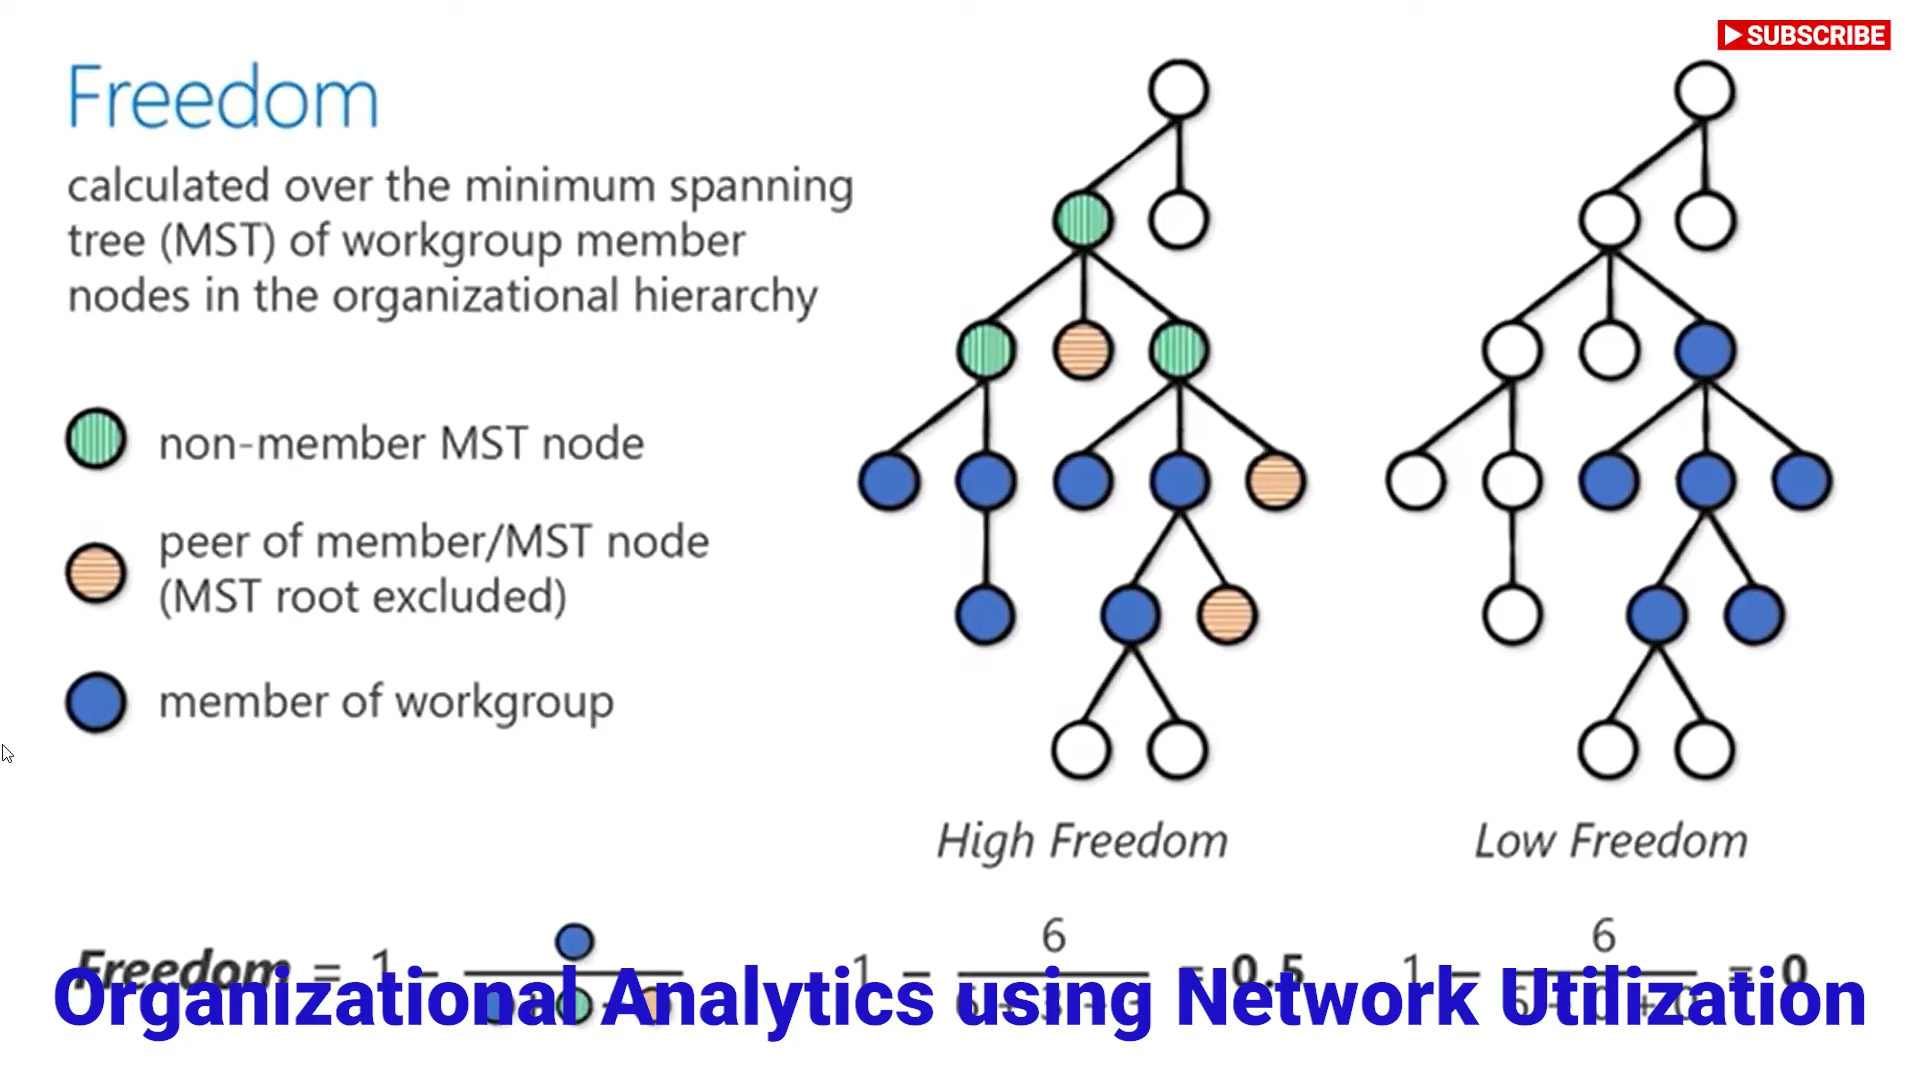 SUBSCRIBE
Freedom
calculated over the minimum spanning
tree (MST) of workgroup member
nodes in the organizational hierarchy
non-member MST node
peer of member/MST node
(MST root excluded)
member of workgroup
High Freedom
Low Freedom
Freedom = 1 −
1 − 6 = 0.5
1 − 6 = 0
Organizational Analytics using Network Utilization